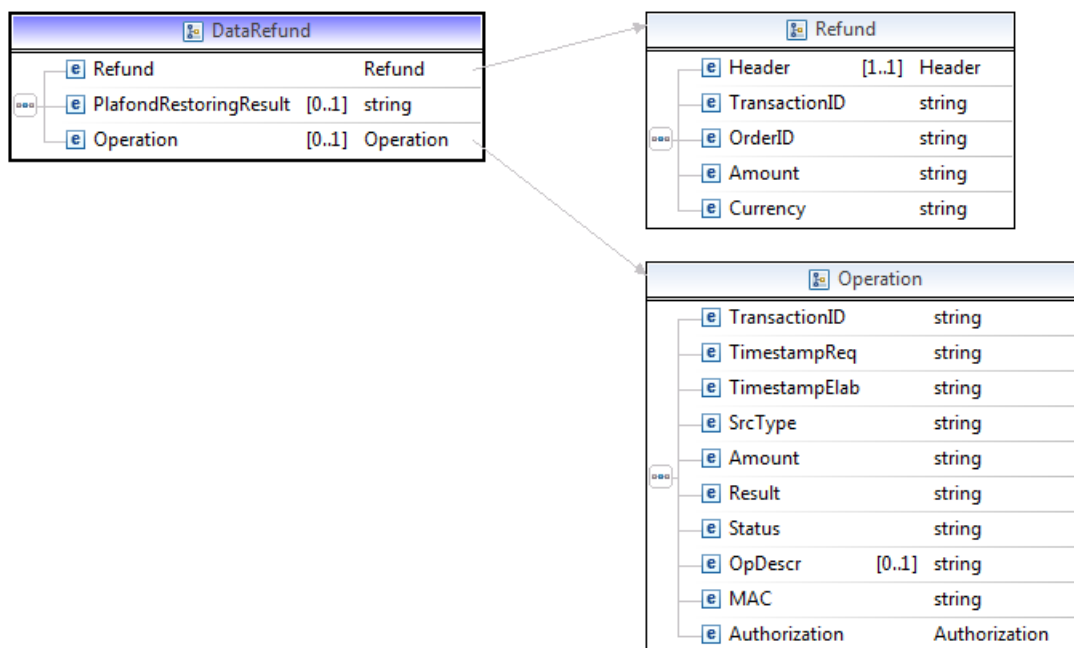 DataRefund
e Refund Refund
e PlafondRestoringResult [0..1] string
e Operation [0..1] Operation
Refund
e Header [1..1] Header
e TransactionID string
e OrderID string
e Amount string
e Currency string
Operation
e TransactionID string
e TimestampReq string
e TimestampElab string
e SrcType string
e Amount string
e Result string
e Status string
e OpDescr [0..1] string
e MAC string
e Authorization Authorization